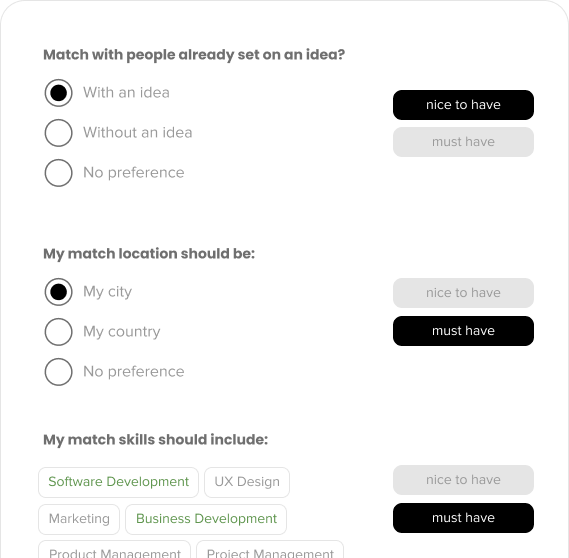 Match with people already set on an idea?
With an idea
nice to have
Without an idea
must have
No preference
My match location should be:
My city
nice to have
My country
must have
No preference
My match skills should include:
Software Development UX Design
nice to have
Marketing Business Development
must have
Product Management Project Management